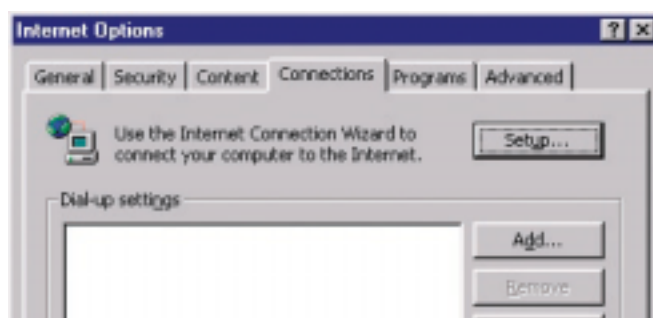 Internet Options
General Security Content Connections Programs Advanced
Use the Internet Connection Wizard to
connect your computer to the Internet.
Setup...
Dial-up settings
Add...
Remove